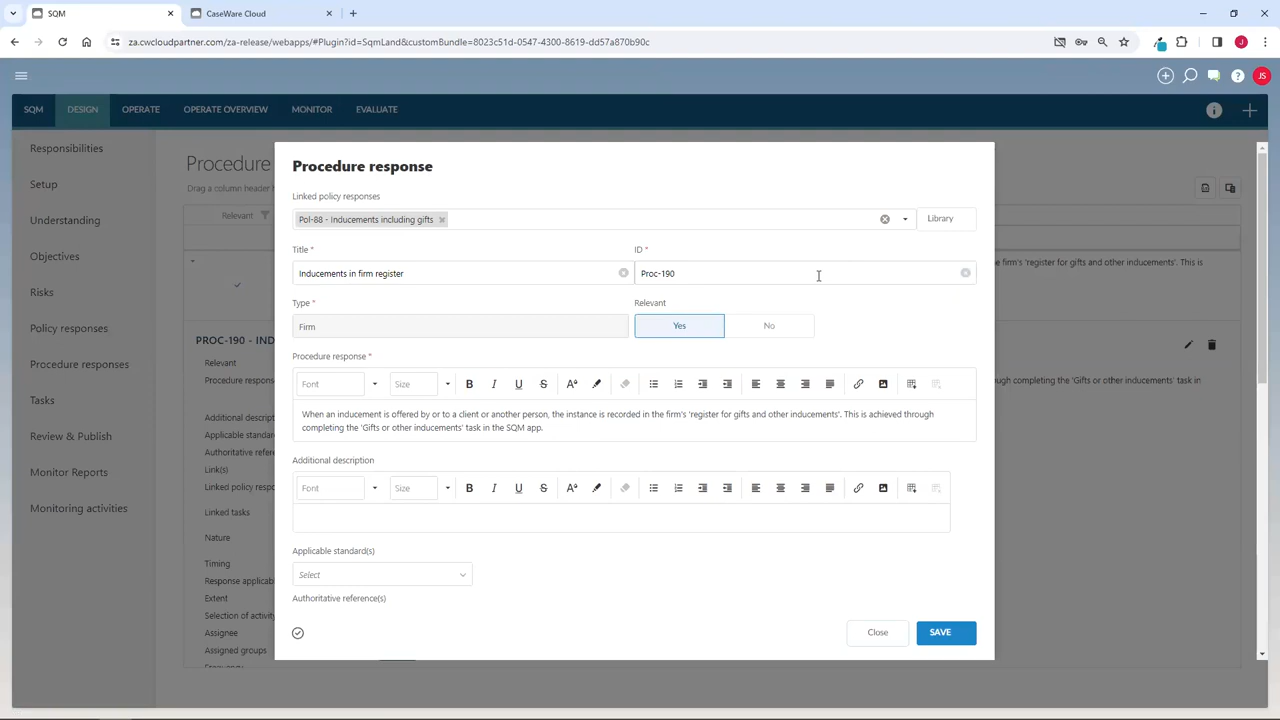 SQM
CaseWare Cloud
za.cwcloudpartner.com/za-release/webapps/#Plugin?id=SqmLand&customBundle=8023c51d-0547-4300-8619-dd57a870b90c
J
JS
SQM
DESIGN
OPERATE
OPERATE OVERVIEW
MONITOR
EVALUATE
Responsibilities
Setup
Understanding
Objectives
Risks
Policy responses
Procedure responses
Tasks
Review & Publish
Monitor Reports
Monitoring activities
Procedure
Drag a column header h
Relevant
he firm's 'register for gifts and other inducements'. This is
PROC-190 - IND
Relevant
Procedure respons
hrough completing the 'Gifts or other inducements' task in
Additional descript
Applicable standar
Authoritative refere
Link(s)
Linked policy respo
Linked tasks
Nature
Timing
Response applicab
Extent
Selection of activity
Assignee
Assigned groups
Frequency
Procedure response
Linked policy responses
Pol-88 - Inducements including gifts
Library
Title *
ID *
Inducements in firm register
Proc-190
Type *
Relevant
Firm
Yes
No
Procedure response *
Font
Size
B I U S
When an inducement is offered by or to a client or another person, the instance is recorded in the firm's 'register for gifts and other inducements'. This is achieved through
completing the 'Gifts or other inducements' task in the SQM app.
Additional description
Font
Size
B I U S
Applicable standard(s)
Select
Authoritative reference(s)
Close
SAVE